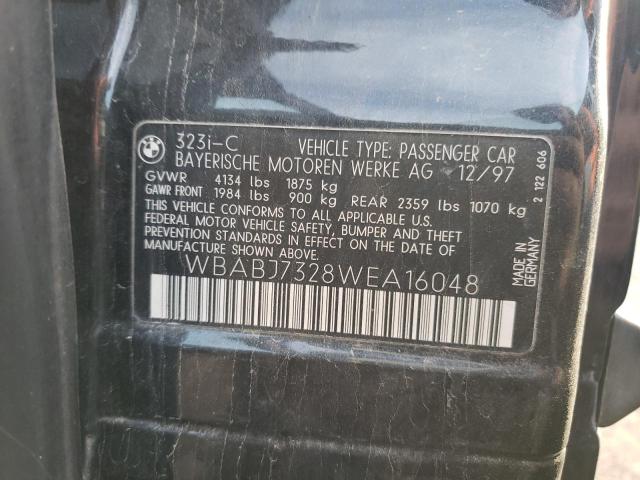 BMW
323i-C VEHICLE TYPE: PASSENGER CAR
BAYERISCHE MOTOREN WERKE AG 12/97
GVWR 4134 lbs 1875 kg
GAWR FRONT 1984 lbs 900 kg REAR 2359 lbs 1070 kg
THIS VEHICLE CONFORMS TO ALL APPLICABLE U.S.
FEDERAL MOTOR VEHICLE SAFETY, BUMPER AND THEFT
PREVENTION STANDARDS IN EFFECT ON THE DATE OF
MANUFACTURE SHOWN ABOVE.
WBABJ7328WEA16048
MADE IN
GERMANY
2 122 606